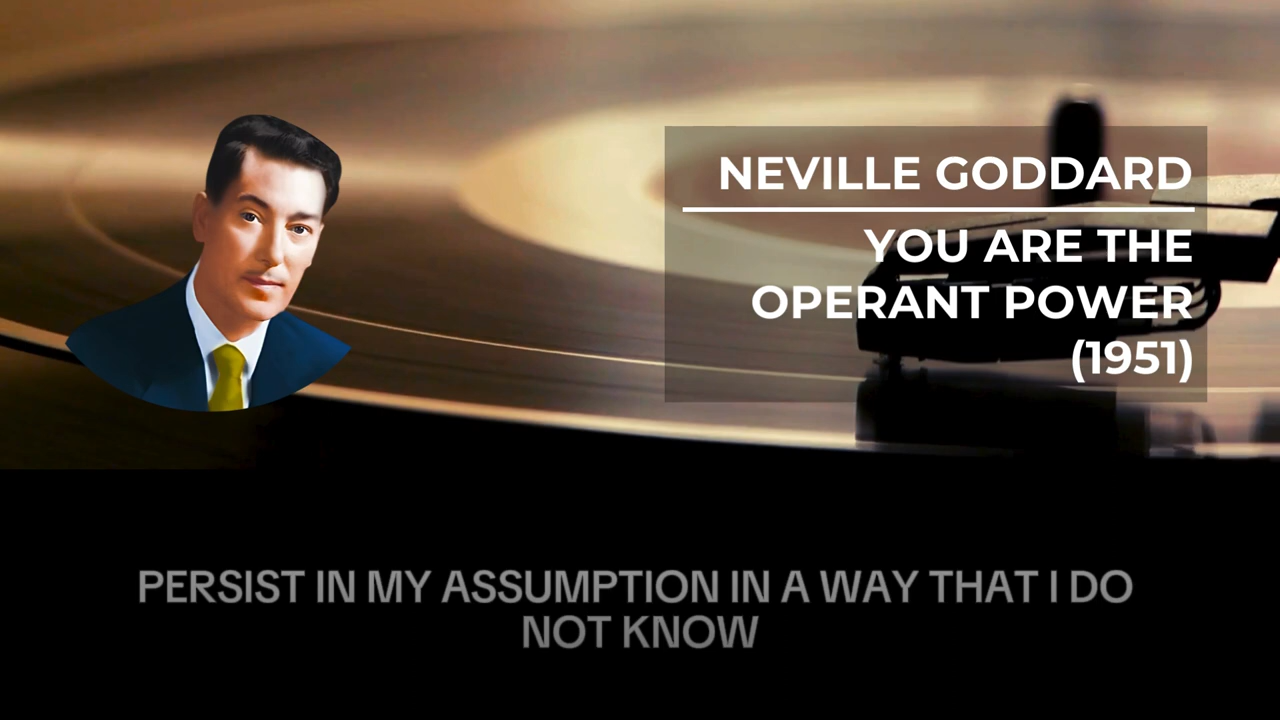 NEVILLE GODDARD
YOU ARE THE
OPERANT POWER
(1951)
PERSIST IN MY ASSUMPTION IN A WAY THAT I DO
NOT KNOW